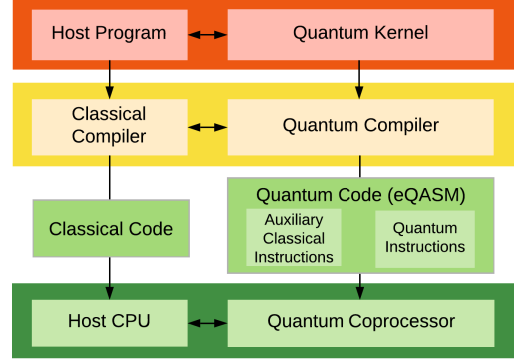 Host Program
Quantum Kernel
Classical
Compiler
Quantum Compiler
Classical Code
Quantum Code (eQASM)
Auxiliary
Classical
Instructions
Quantum
Instructions
Host CPU
Quantum Coprocessor